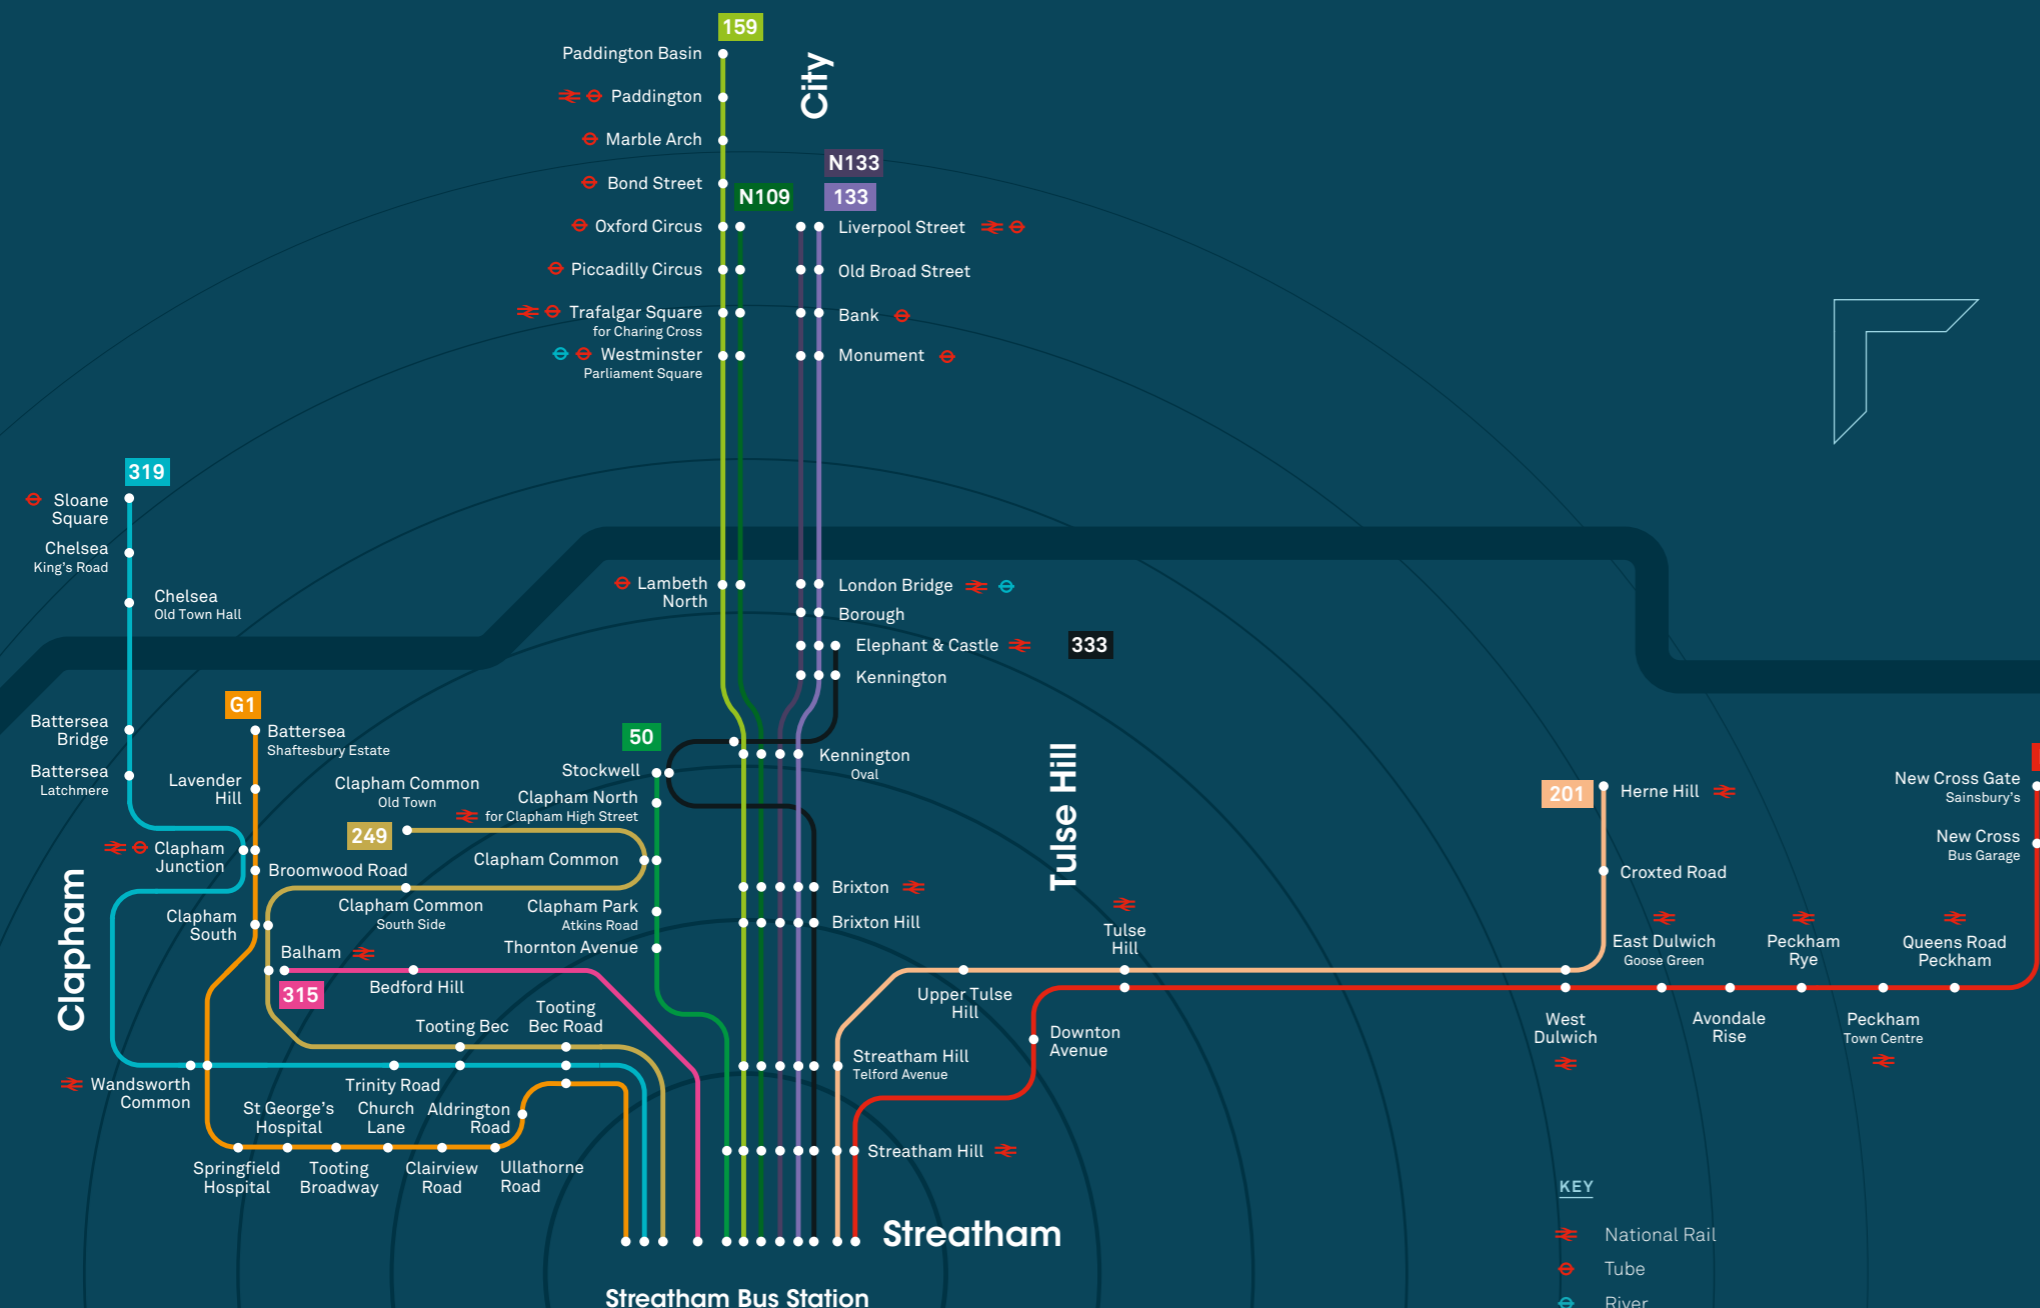 159
City
Paddington Basin
Paddington
Marble Arch
N133
Bond Street
N109
133
Oxford Circus
Liverpool Street
Piccadilly Circus
Old Broad Street
Trafalgar Square
for Charing Cross
Bank
Westminster
Parliament Square
Monument
319
Sloane
Square
Chelsea
King's Road
Chelsea
Old Town Hall
Lambeth
North
London Bridge
Borough
Elephant & Castle
333
Kennington
G1
Battersea
Bridge
Battersea
Shaftesbury Estate
50
Kennington
Oval
Tulse Hill
Battersea
Latchmere
Lavender
Hill
Clapham Common
Old Town
Stockwell
Clapham North
for Clapham High Street
201
Herne Hill
New Cross Gate
Sainsbury's
249
New Cross
Bus Garage
Clapham
Junction
Clapham Common
Broomwood Road
Croxted Road
Clapham
Brixton
Clapham
South
Clapham Common
South Side
Clapham Park
Atkins Road
Brixton Hill
Tulse
Hill
East Dulwich
Goose Green
Peckham
Rye
Queens Road
Peckham
Thornton Avenue
Balham
315
Bedford Hill
Upper Tulse
Hill
Tooting Bec
Tooting
Bec Road
Downton
Avenue
West
Dulwich
Avondale
Rise
Peckham
Town Centre
Streatham Hill
Telford Avenue
Wandsworth
Common
Trinity Road
St George's
Hospital
Church
Lane
Aldrington
Road
Streatham Hill
Springfield
Hospital
Tooting
Broadway
Clairview
Road
Ullathorne
Road
KEY
Streatham
National Rail
Tube
River
Streatham Bus Station